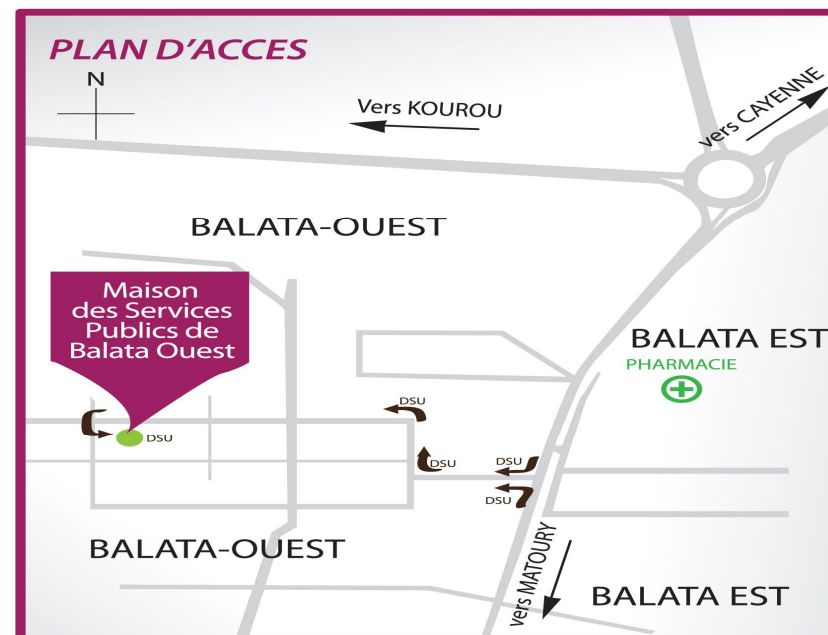 PLAN D'ACCES
N
Vers KOUROU
vers CAYENNE
BALATA-OUEST
Maison
des Services
Publics de
Balata Ouest
BALATA EST
PHARMACIE
DSU
DSU
DSU
DSU
DSU
BALATA-OUEST
vers MATOURY
BALATA EST